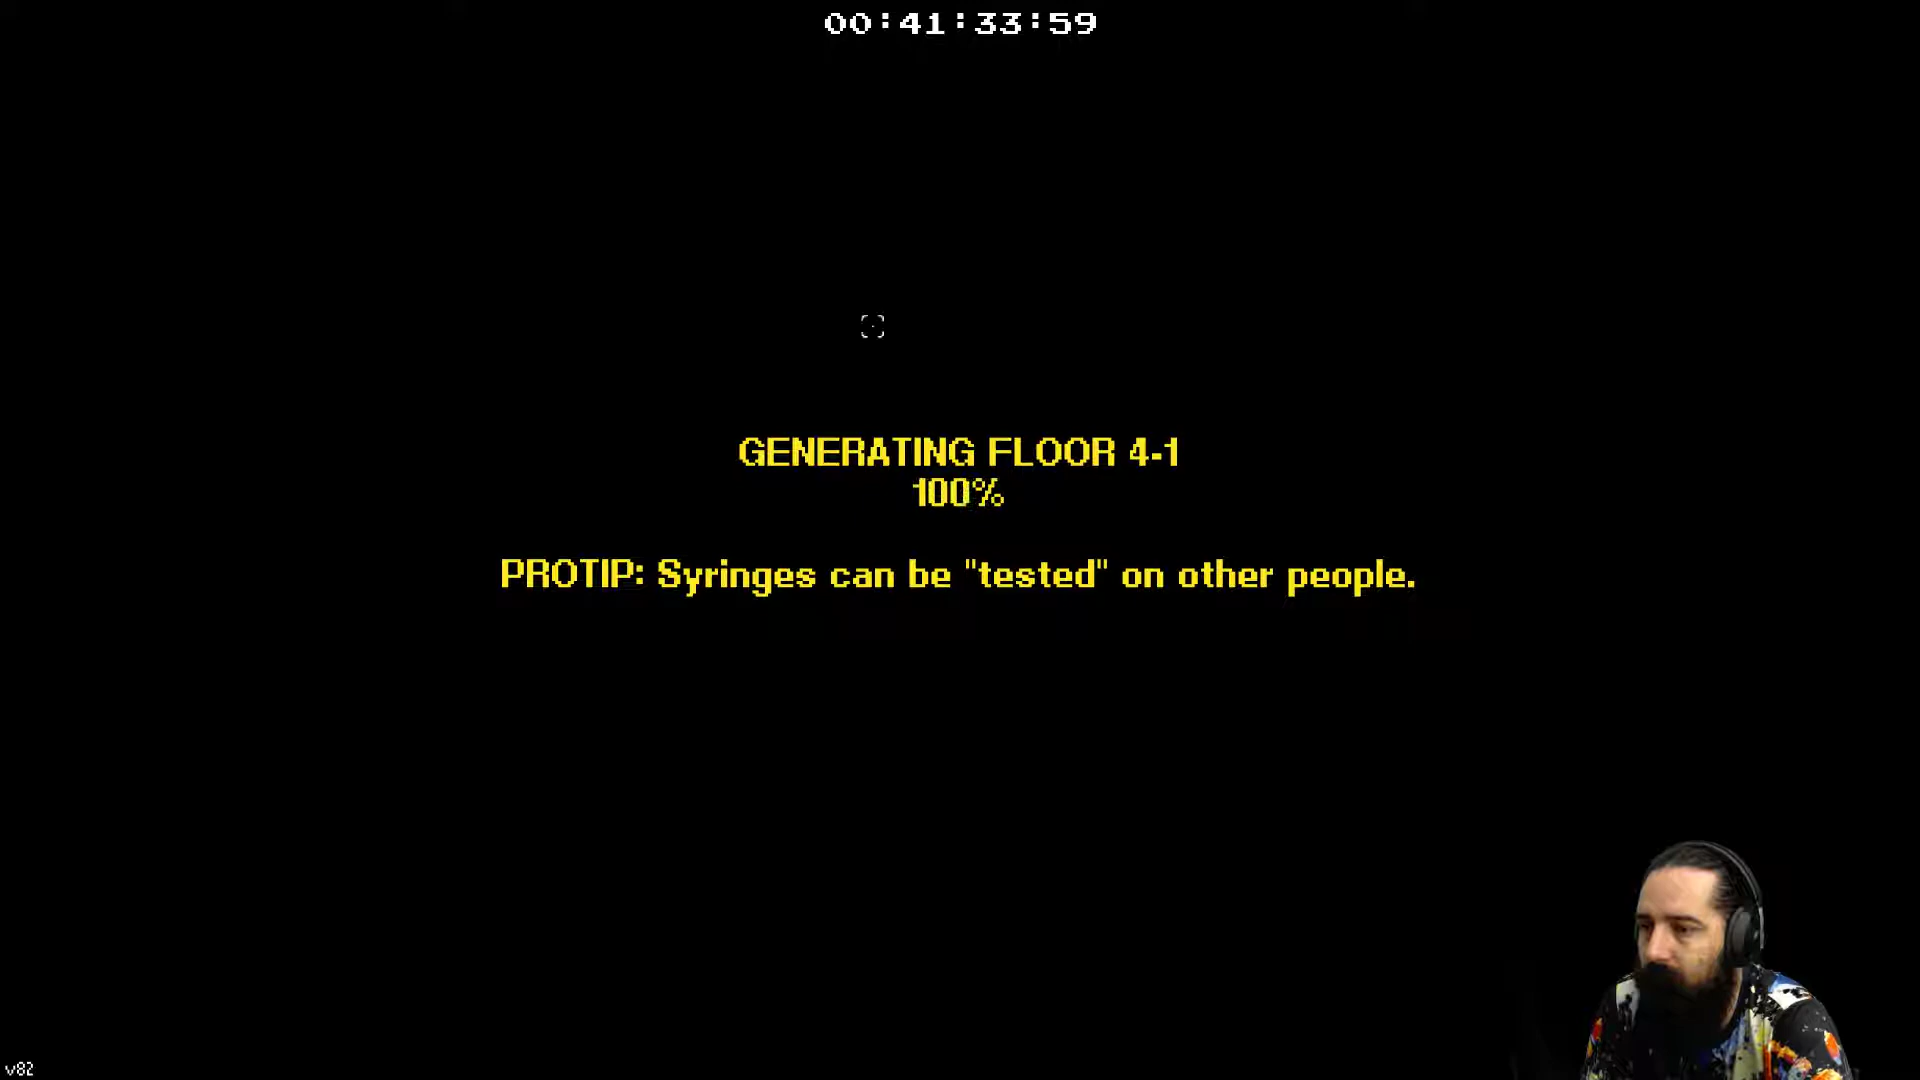 00:41:33:59
GENERATING FLOOR 4-1
100%
PROTIP: Syringes can be "tested" on other people.
v82